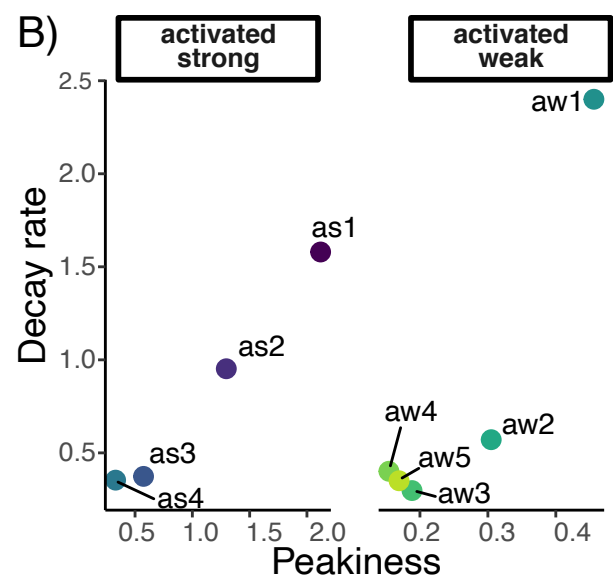 B)
activated
strong
activated
weak
2.5
2.0
1.5
1.0
0.5
Decay rate
as1
as2
as3
as4
aw1
aw2
aw4
aw5
aw3
0.5 1.0 1.5 2.0
0.2 0.3 0.4
Peakiness